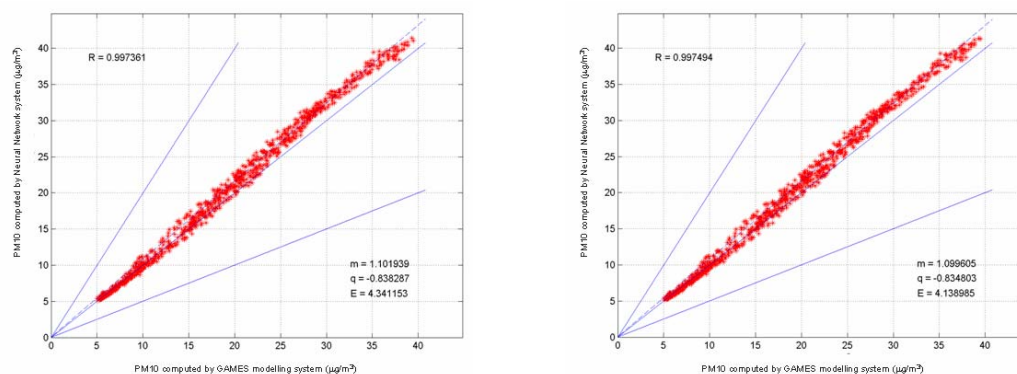 PM10 computed by Neural Network system (µg/m³)
40
35
30
25
20
15
10
5
0
R = 0.997361
m = 1.101939
q = -0.838287
E = 4.341153
0 5 10 15 20 25 30 35 40
PM10 computed by GAMES modelling system (µg/m³)
PM10 computed by Neural Network system (µg/m³)
40
35
30
25
20
15
10
5
0
R = 0.997494
m = 1.099605
q = -0.834803
E = 4.138985
0 5 10 15 20 25 30 35 40
PM10 computed by GAMES modelling system (µg/m³)